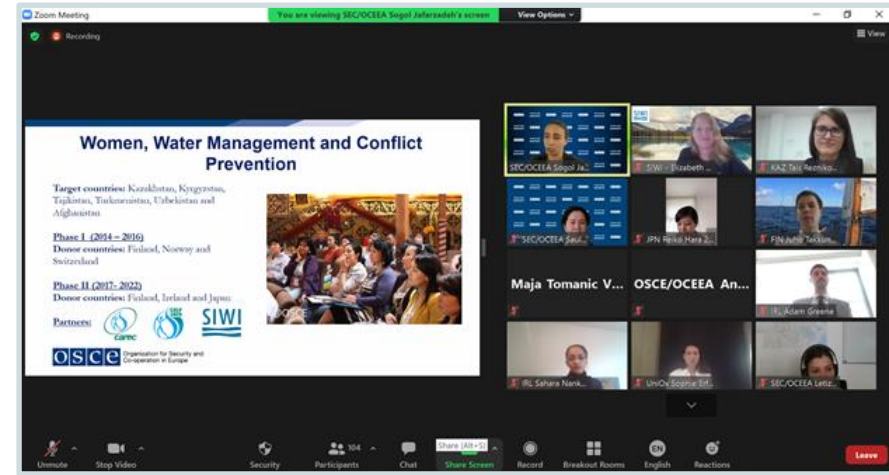 Zoom Meeting
You are viewing SEC/OCEEA Sogol Jafarzadeh's screen
View Options
Recording
View
Women, Water Management and Conflict
Prevention
Target countries: Kazakhstan, Kyrgyzstan,
Tajikistan, Turkmenistan, Uzbekistan and
Afghanistan
Phase I (2014 – 2016)
Donor countries: Finland, Norway and
Switzerland
Phase II (2017- 2022)
Donor countries: Finland, Ireland and Japan
Partners:
carec
SIWI
OSCE
Organization for Security and
Co-operation in Europe
OSCE
SEC/OCEEA Sogol Ja...
SIWI - Elizabeth ...
KAZ Tais Rezniko...
SEC/OCEEA Saul...
JPN Reiko Hara 2...
FIN Juho
Maja Tomanic V...
OSCE/OCEEA An...
IRL Adam Greene
IRL Sahara Nank...
UniOx Sophie Erf...
SEC/OCEEA Letiz...
Unmute
Stop Video
Security
104
Participants
Chat
Share (Alt+S)
Share Screen
Record
Breakout Rooms
EN
English
Reactions
Leave